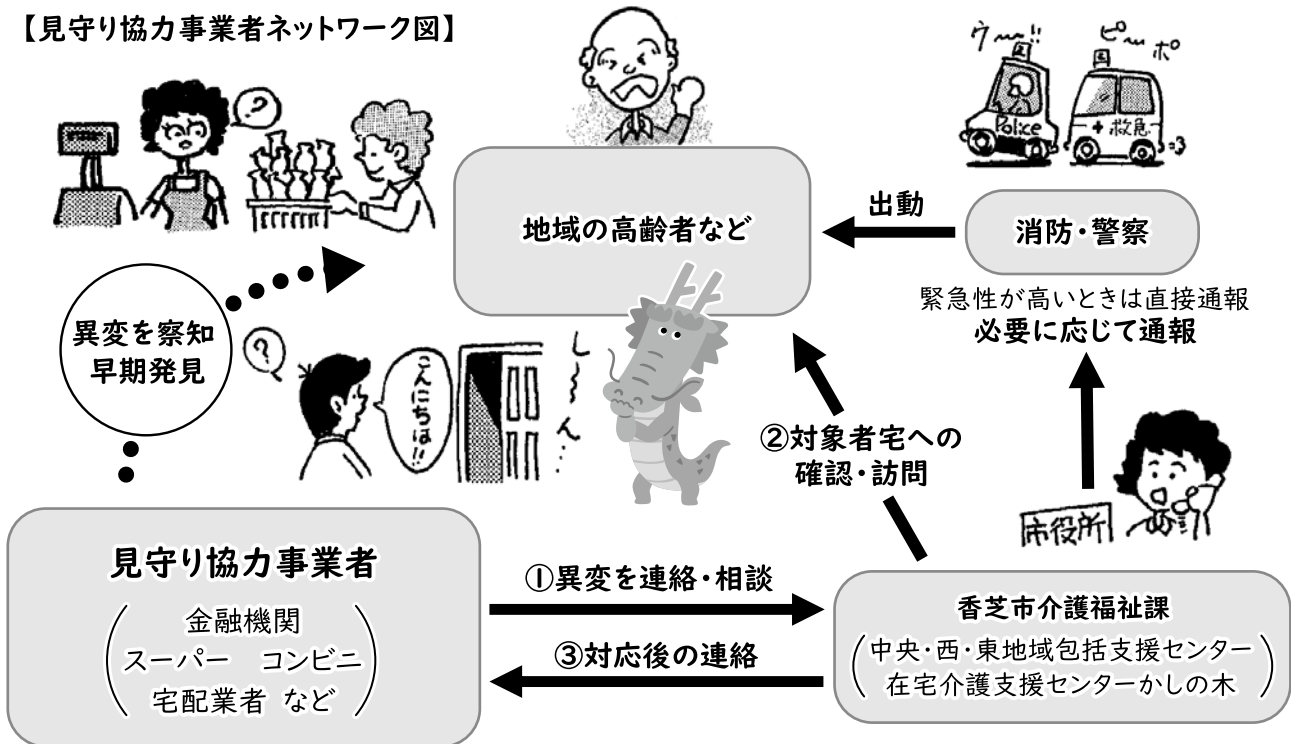 【見守り協力事業者ネットワーク図】
?
ウー〜!!
ピー〜ポ
Police
救急
地域の高齢者など
出動
消防・警察
緊急性が高いときは直接通報
必要に応じて通報
異変を察知
早期発見
?
こんにちは!!
し〜〜ん…
②対象者宅への
確認・訪問
市役所
見守り協力事業者
金融機関
スーパー コンビニ
宅配業者 など
①異変を連絡・相談
③対応後の連絡
香芝市介護福祉課
中央・西・東地域包括支援センター
在宅介護支援センターかしの木